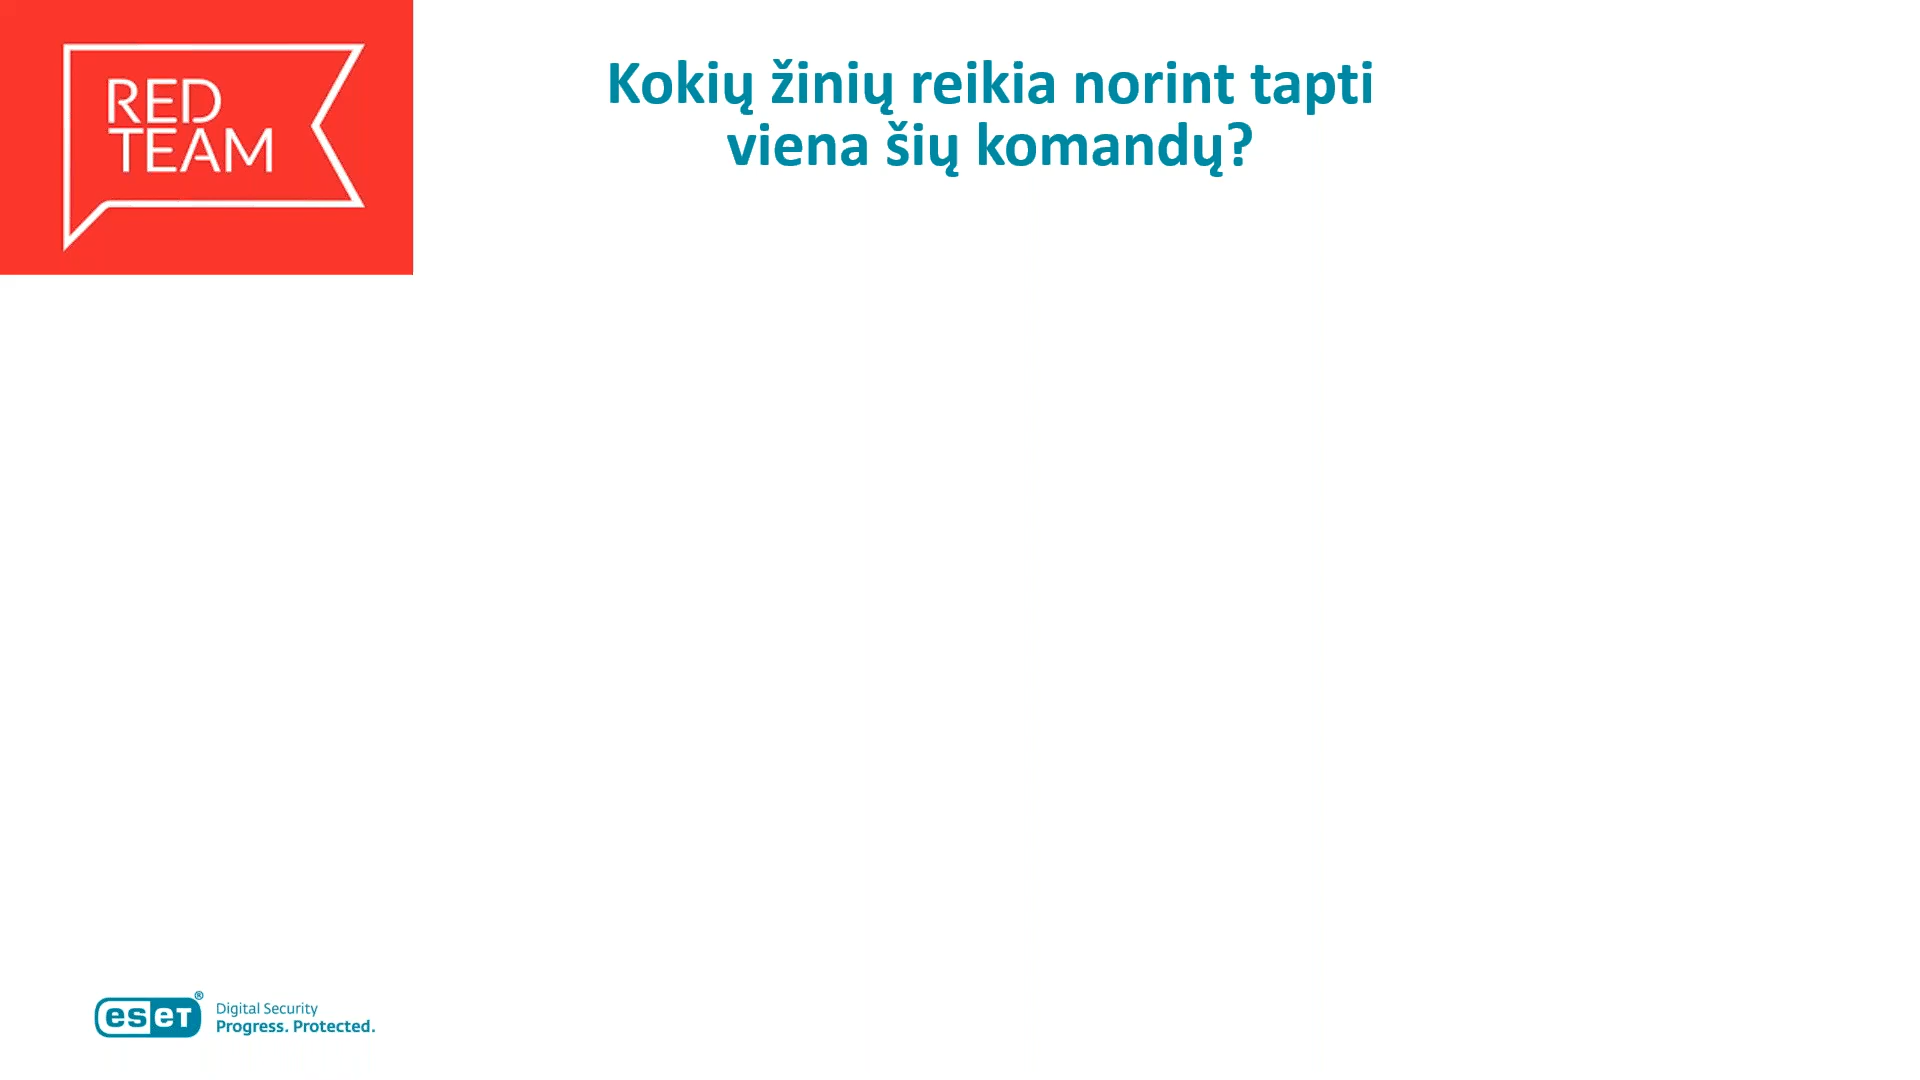 RED
TEAM
Kokių žinių reikia norint tapti
viena šių komandų?
eset®
Digital Security
Progress. Protected.